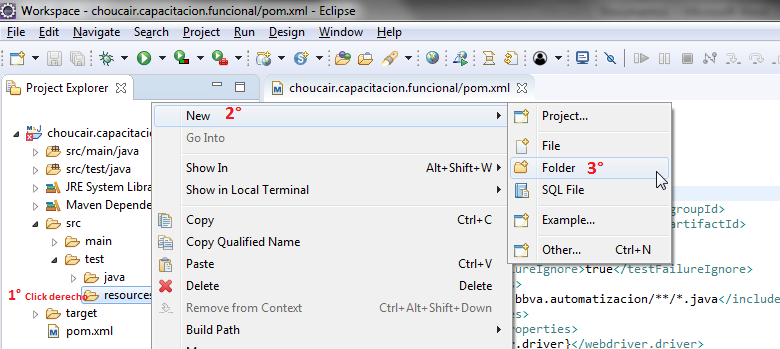 Workspace - choucair.capacitacion.funcional/pom.xml - Eclipse
File Edit Navigate Search Project Run Design Window Help
Project Explorer
choucair.capacitacion.funcional/pom.xml
choucair.capacitacio
src/main/java
src/test/java
JRE System Libra
Maven Depende
src
main
test
java
1° Click derecho
resources
target
pom.xml
New 2°
Go Into
Show In Alt+Shift+W
Show in Local Terminal
Copy Ctrl+C
Copy Qualified Name
Paste Ctrl+V
Delete Delete
Remove from Context Ctrl+Alt+Shift+Down
Build Path
Project...
File
Folder 3°
SQL File
Example...
Other... Ctrl+N
groupId>
artifactId>
ureIgnore>true</testFailureIgnore>
s>
bbva.automatizacion/**/*.java</include
es>
roperties>
.driver}</webdriver.driver>